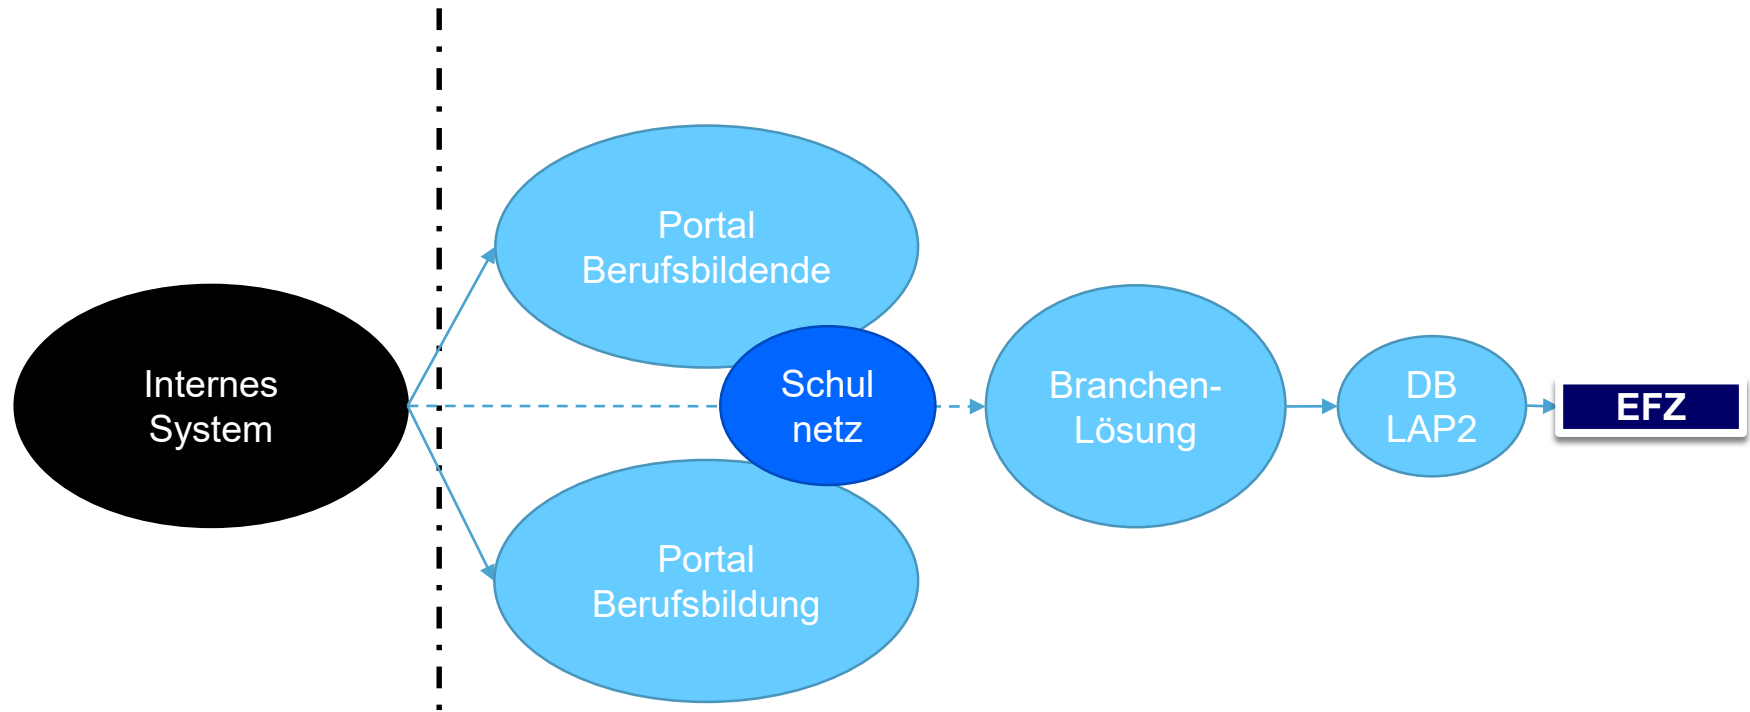 Internes
System
Portal
Berufsbildende
Schul
netz
Portal
Berufsbildung
Branchen-
Lösung
DB
LAP2
EFZ